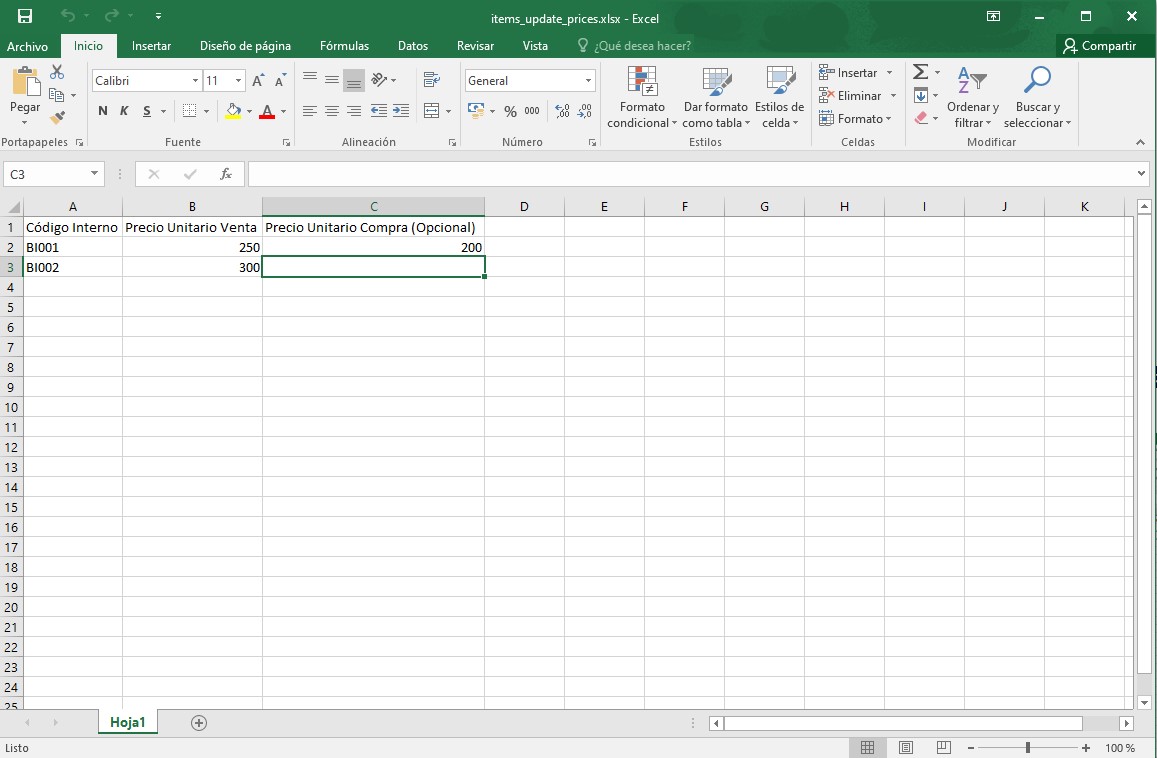 items_update_prices.xlsx - Excel
Archivo Inicio Insertar Diseño de página Fórmulas Datos Revisar Vista ¿Qué desea hacer? Compartir
Pegar
Calibri 11
N K S
General
% 000
Formato condicional
Dar formato como tabla
Estilos de celda
Insertar
Eliminar
Formato
Ordenar y filtrar
Buscar y seleccionar
Portapapeles Fuente Alineación Número Estilos Celdas Modificar
C3 fx
A B C D E F G H I J K
1 Código Interno Precio Unitario Venta Precio Unitario Compra (Opcional)
2 BI001 250 200
3 BI002 300
4
5
6
7
8
9
10
11
12
13
14
15
16
17
18
19
20
21
22
23
24
25
Hoja1
Listo 100 %